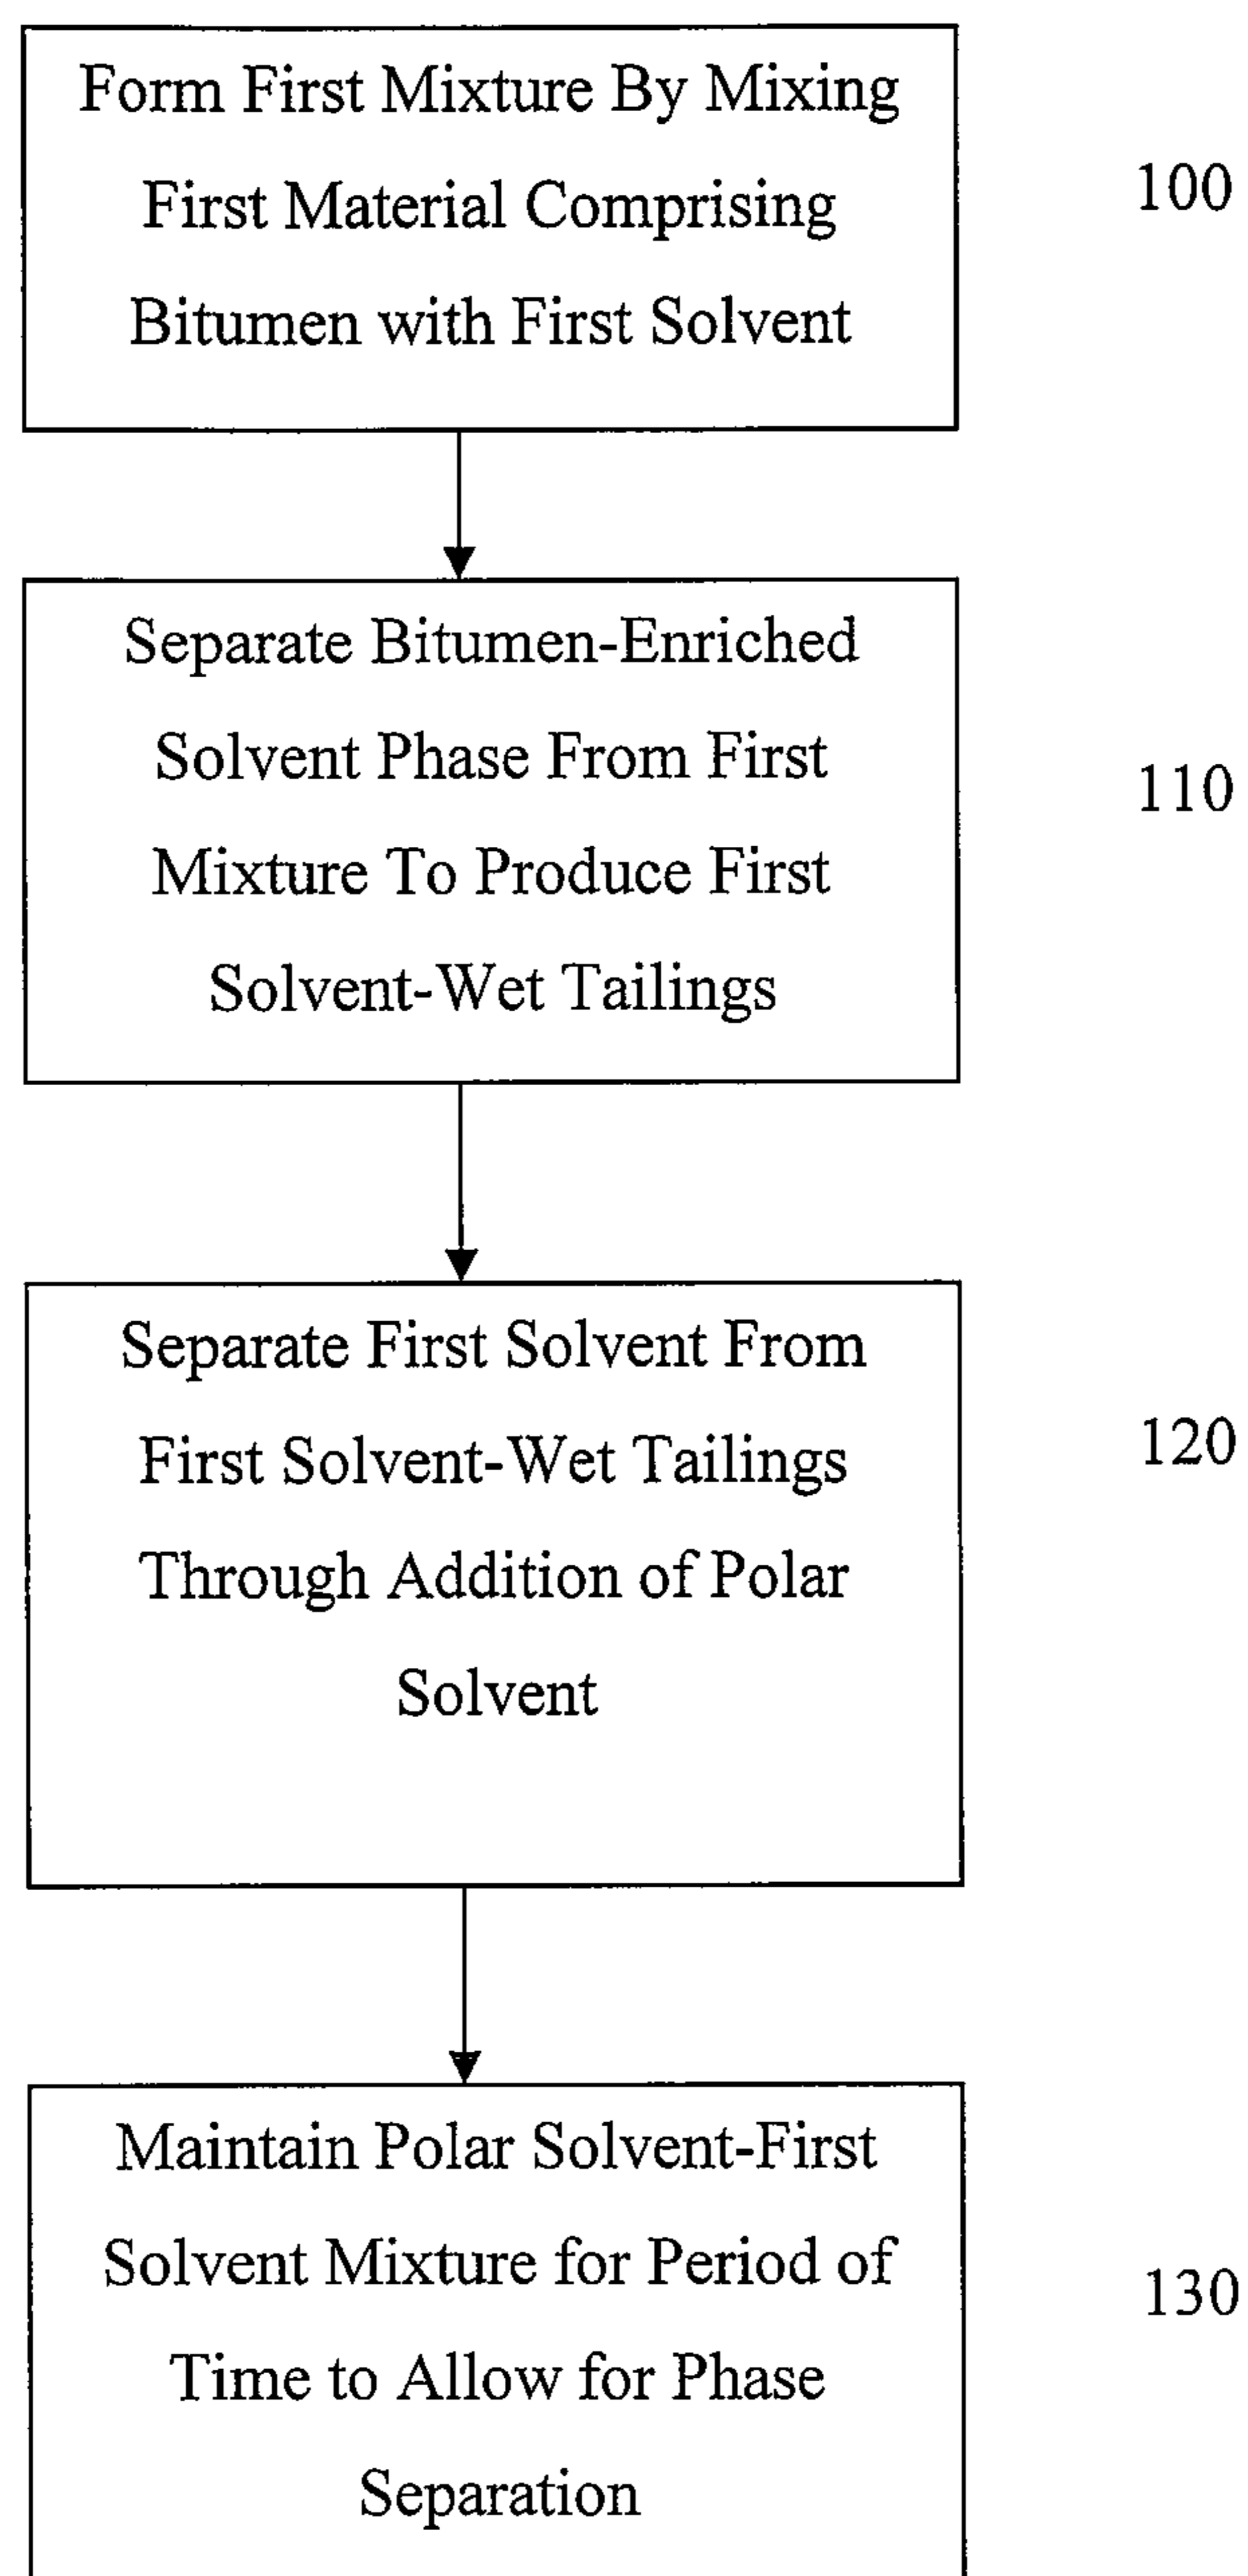 Form First Mixture By Mixing
First Material Comprising
Bitumen with First Solvent
100
Separate Bitumen-Enriched
Solvent Phase From First
Mixture To Produce First
Solvent-Wet Tailings
110
Separate First Solvent From
First Solvent-Wet Tailings
Through Addition of Polar
Solvent
120
Maintain Polar Solvent-First
Solvent Mixture for Period of
Time to Allow for Phase
Separation
130